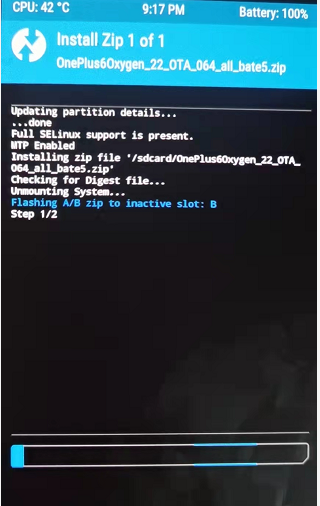 CPU: 42 °C 9:17 PM Battery: 100%
Install Zip 1 of 1
OnePlus6Oxygen_22_OTA_064_all_bate5.zip
Updating partition details...
...done
Full SELinux support is present.
MTP Enabled
Installing zip file '/sdcard/OnePlus6Oxygen_22_OTA_
064_all_bate5.zip'
Checking for Digest file...
Unmounting System...
Flashing A/B zip to inactive slot: B
Step 1/2